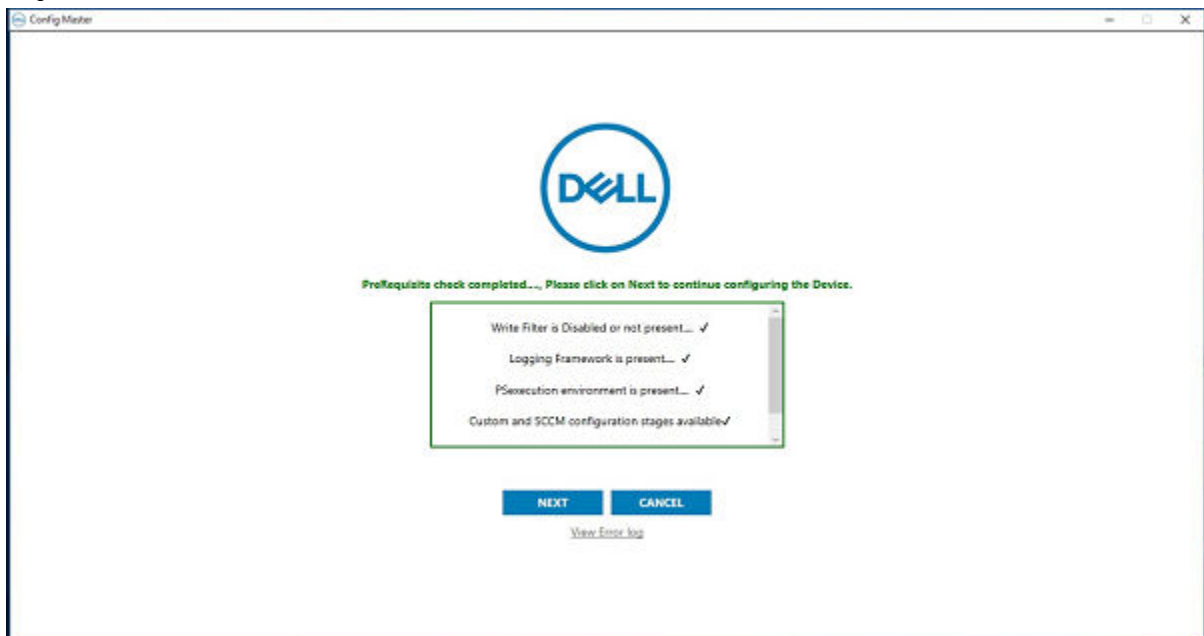 Config Master
DELL
PreRequisite check completed...., Please click on Next to continue configuring the Device.
Write Filter is Disabled or not present.... ✓
Logging Framework is present.... ✓
PSexecution environment is present.... ✓
Custom and SCCM configuration stages available✓
NEXT
CANCEL
View Error log